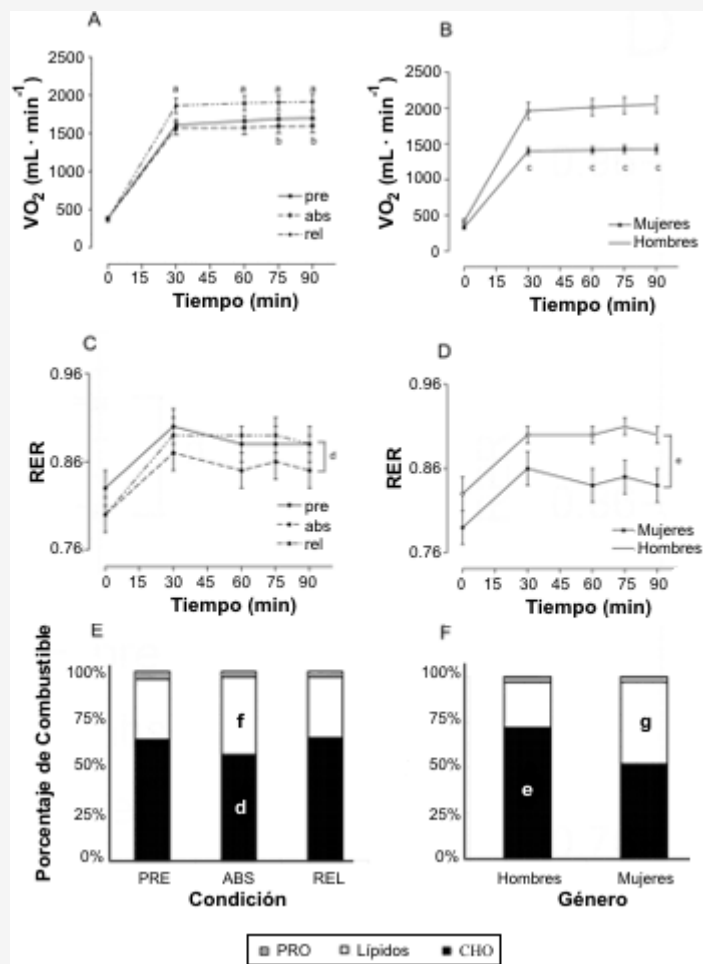 A
VO₂ (mL · min⁻¹)
2500
2000
1500
1000
500
0
a a a a
b b
pre
abs
rel
0 15 30 45 60 75 90
Tiempo (min)
B
VO₂ (mL · min⁻¹)
2500
2000
1500
1000
500
0
c c c c
Mujeres
Hombres
0 15 30 45 60 75 90
Tiempo (min)
C
RER
0.96
0.86
0.76
d
pre
abs
rel
0 15 30 45 60 75 90
Tiempo (min)
D
RER
0.96
0.86
0.76
e
Mujeres
Hombres
0 15 30 45 60 75 90
Tiempo (min)
E
Porcentaje de Combustible
100%
75%
50%
25%
0%
f
d
PRE ABS REL
Condición
F
100%
75%
50%
25%
0%
e
g
Hombres Mujeres
Género
PRO Lípidos CHO